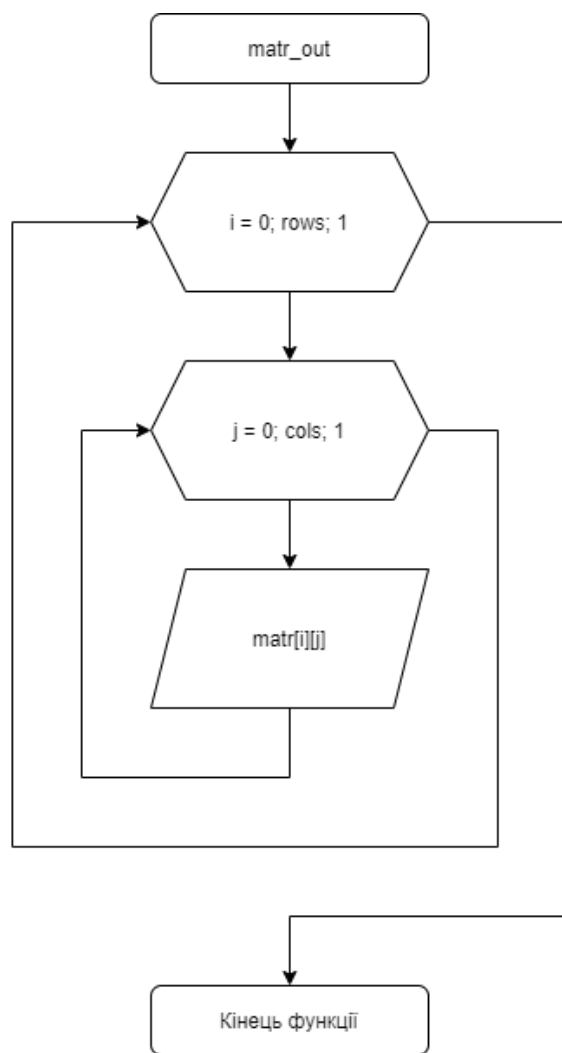 matr_out
i = 0; rows; 1
j = 0; cols; 1
matr[i][j]
Кінець функції